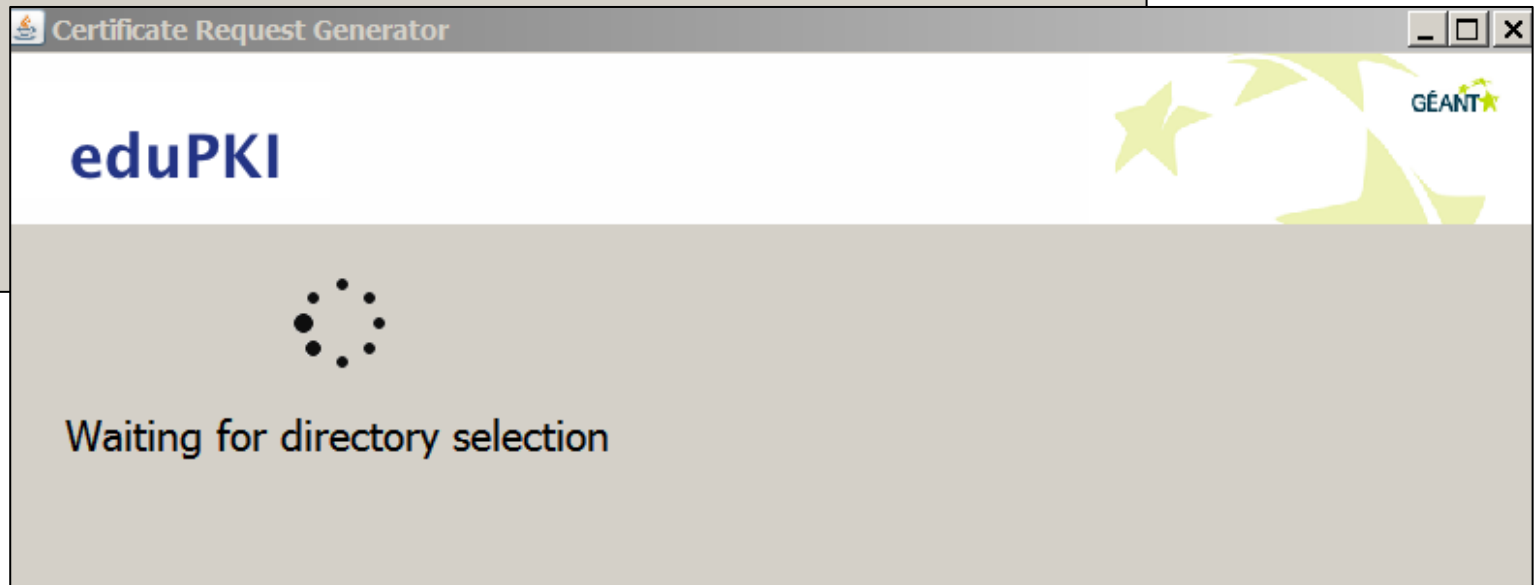 Certificate Request Generator
GÉANT
eduPKI
Waiting for directory selection